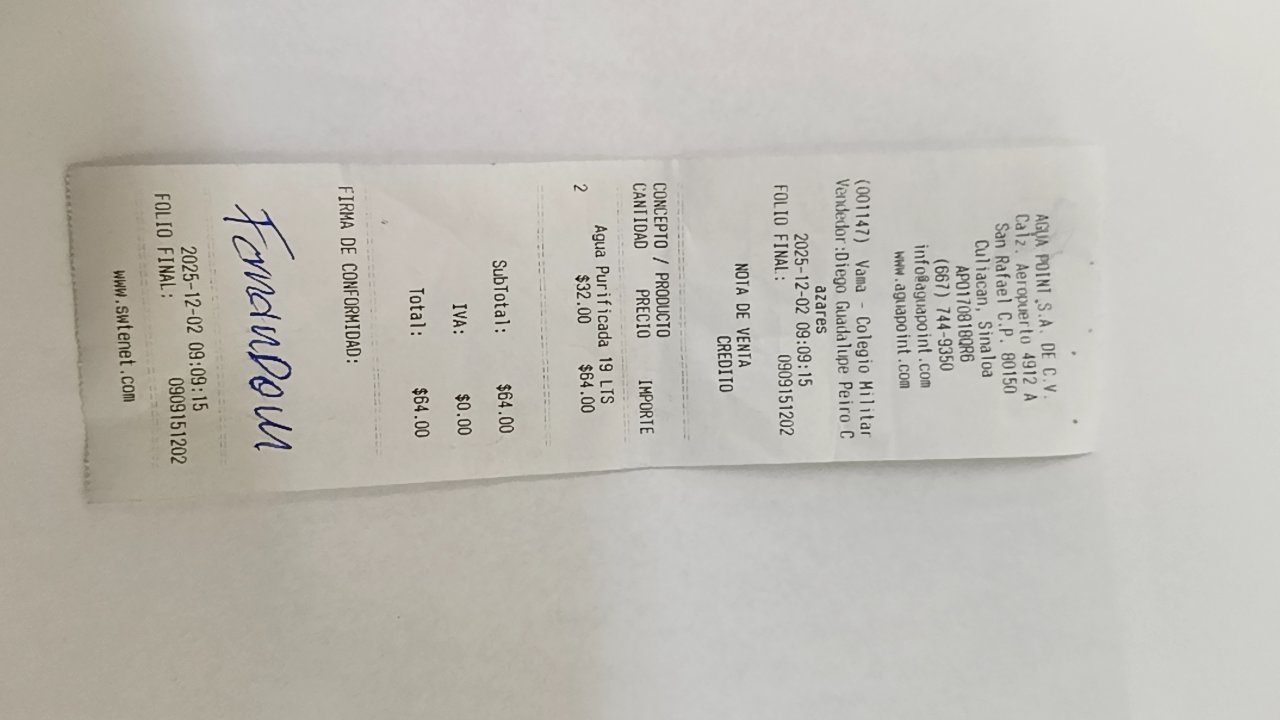 AGUA POINT S.A. DE C.V.
Calz. Aeropuerto 4912 A
San Rafael C.P. 80150
Culiacan, Sinaloa
APO170818QR6
(667) 744-9350
info@aguapoint.com
www.aguapoint.com
(001147) Vama - Colegio Militar
Vendedor:Diego Guadalupe Peiro C
azares
2025-12-02 09:09:15
FOLIO FINAL: 0909151202
NOTA DE VENTA
CREDITO
CONCEPTO / PRODUCTO
CANTIDAD PRECIO IMPORTE
Agua Purificada 19 LTS
2 $32.00 $64.00
SubTotal: $64.00
IVA: $0.00
Total: $64.00
FIRMA DE CONFORMIDAD:
2025-12-02 09:09:15
FOLIO FINAL: 0909151202
www.swtenet.com